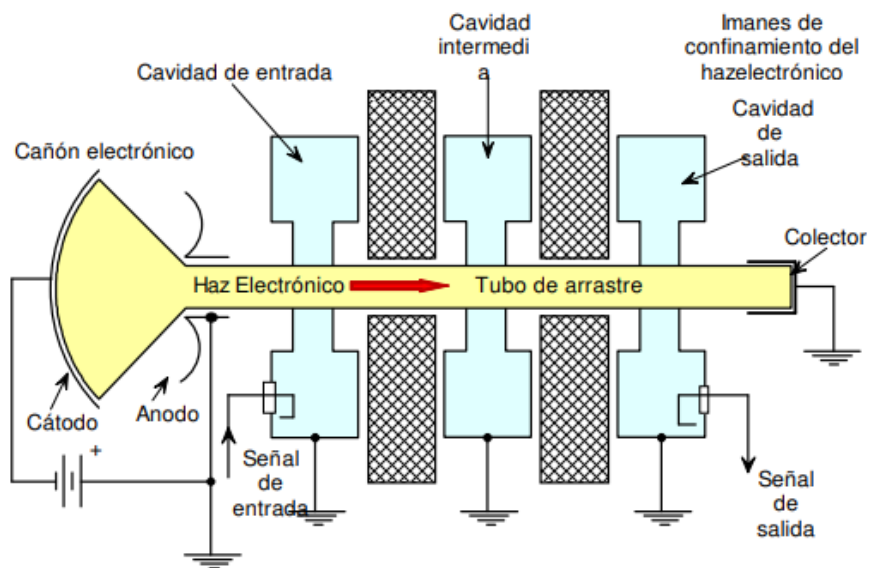 Cavidad
intermedi
a
Imanes de
confinamiento del
hazelectrónico
Cavidad de entrada
Cavidad
de
salida
Cañón electrónico
Colector
Haz Electrónico
Tubo de arrastre
Cátodo
Anodo
+
Señal
de
entrada
Señal
de
salida